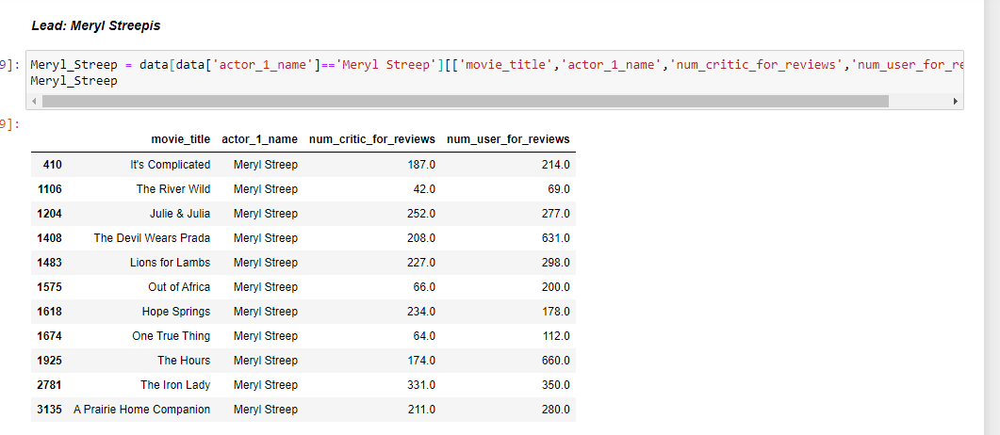 Lead: Meryl Streepis
9]: Meryl_Streep = data[data['actor_1_name']=='Meryl Streep'][['movie_title','actor_1_name','num_critic_for_reviews','num_user_for_re
Meryl_Streep
9]:
movie_title actor_1_name num_critic_for_reviews num_user_for_reviews
410 It's Complicated Meryl Streep 187.0 214.0
1106 The River Wild Meryl Streep 42.0 69.0
1204 Julie & Julia Meryl Streep 252.0 277.0
1408 The Devil Wears Prada Meryl Streep 208.0 631.0
1483 Lions for Lambs Meryl Streep 227.0 298.0
1575 Out of Africa Meryl Streep 66.0 200.0
1618 Hope Springs Meryl Streep 234.0 178.0
1674 One True Thing Meryl Streep 64.0 112.0
1925 The Hours Meryl Streep 174.0 660.0
2781 The Iron Lady Meryl Streep 331.0 350.0
3135 A Prairie Home Companion Meryl Streep 211.0 280.0